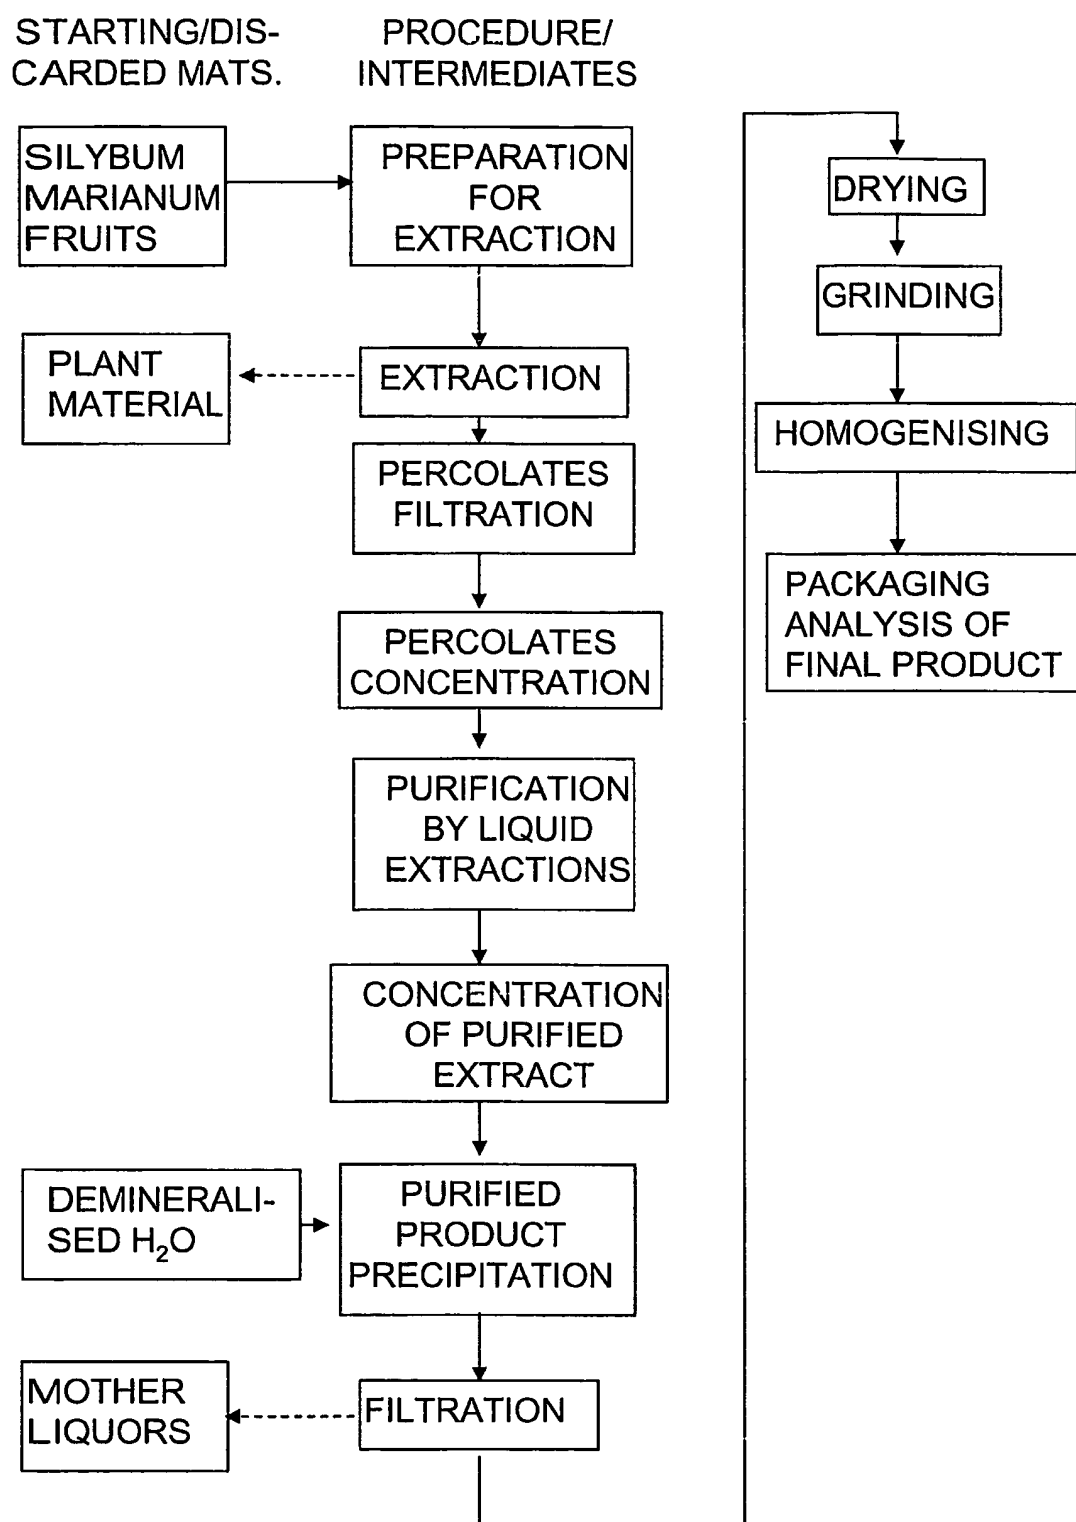 STARTING/DIS-
CARDED MATS.
PROCEDURE/
INTERMEDIATES
SILYBUM
MARIANUM
FRUITS
PREPARATION
FOR
EXTRACTION
PLANT
MATERIAL
EXTRACTION
PERCOLATES
FILTRATION
PERCOLATES
CONCENTRATION
PURIFICATION
BY LIQUID
EXTRACTIONS
CONCENTRATION
OF PURIFIED
EXTRACT
DEMINERALI-
SED H₂O
PURIFIED
PRODUCT
PRECIPITATION
MOTHER
LIQUORS
FILTRATION
DRYING
GRINDING
HOMOGENISING
PACKAGING
ANALYSIS OF
FINAL PRODUCT